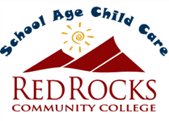 School Age Child Care
RED ROCKS
COMMUNITY COLLEGE